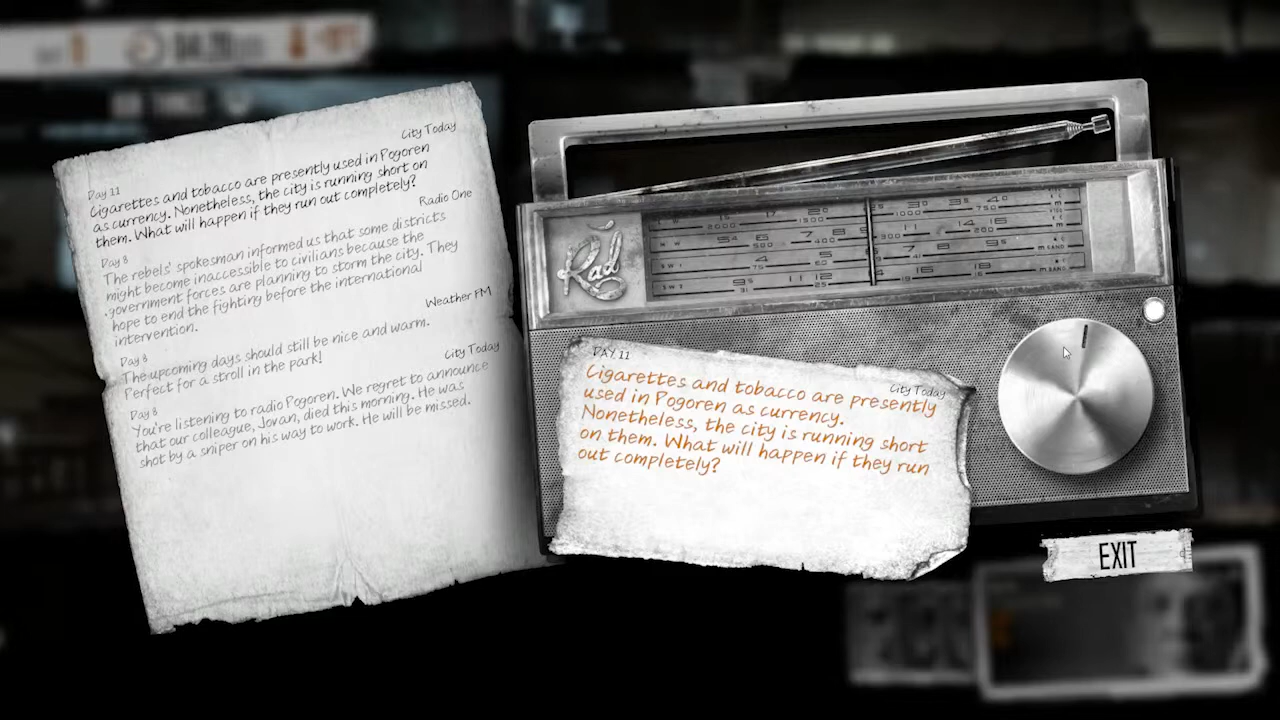 City Today
Day 11
Cigarettes and tobacco are presently used in Pogoren
as currency. Nonetheless, the city is running short on
them. What will happen if they run out completely?
Radio One
Day 8
The rebels' spokesman informed us that some districts
might become inaccessible to civilians because the
government forces are planning to storm the city. They
hope to end the fighting before the international
intervention.
Weather FM
Day 8
The upcoming days should still be nice and warm.
Perfect for a stroll in the park!
City Today
Day 8
You're listening to radio Pogoren. We regret to announce
that our colleague, Jovan, died this morning. He was
shot by a sniper on his way to work. He will be missed.
Rad
DAY 11
City Today
Cigarettes and tobacco are presently
used in Pogoren as currency.
Nonetheless, the city is running short
on them. What will happen if they run
out completely?
EXIT